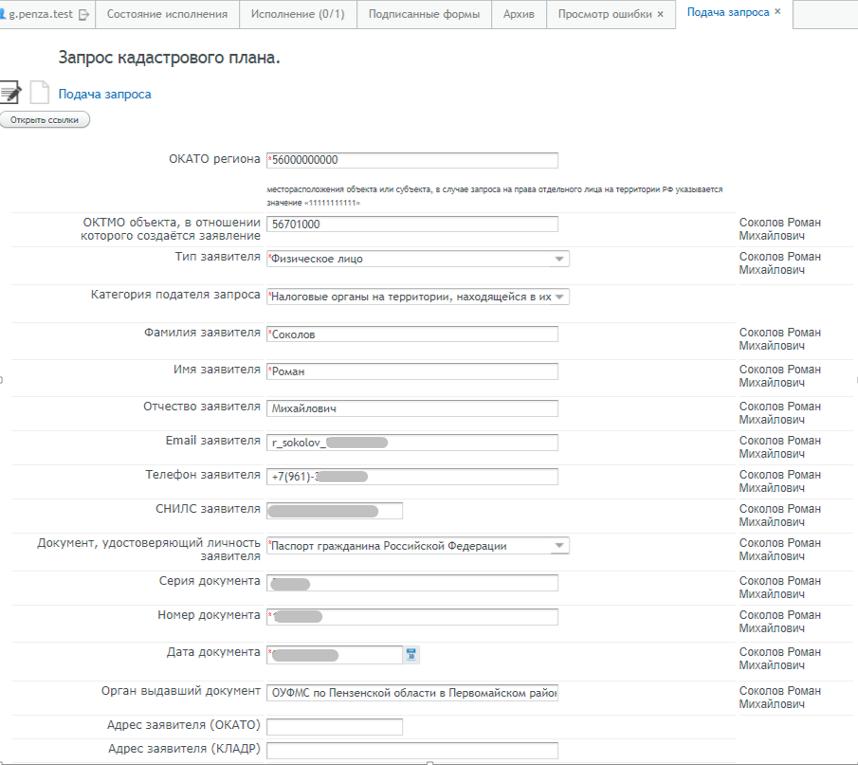 g.penza.test Состояние исполнения Исполнение (0/1) Подписанные формы Архив Просмотр ошибки × Подача запроса ×
Запрос кадастрового плана.
Подача запроса
Открыть ссылки
ОКАТО региона *56000000000
месторасположения объекта или субъекта, в случае запроса на права отдельного лица на территории РФ указывается
значение «11111111111»
ОКТМО объекта, в отношении 56701000 Соколов Роман
которого создаётся заявление Михайлович
Тип заявителя *Физическое лицо Соколов Роман
Михайлович
Категория подателя запроса *Налоговые органы на территории, находящейся в их
Фамилия заявителя *Соколов Соколов Роман
Михайлович
Имя заявителя *Роман Соколов Роман
Михайлович
Отчество заявителя Михайлович Соколов Роман
Михайлович
Email заявителя r_sokolov_ Соколов Роман
Михайлович
Телефон заявителя +7(961)- Соколов Роман
Михайлович
СНИЛС заявителя Соколов Роман
Михайлович
Документ, удостоверяющий личность *Паспорт гражданина Российской Федерации Соколов Роман
заявителя Михайлович
Серия документа Соколов Роман
Михайлович
Номер документа * Соколов Роман
Михайлович
Дата документа * Соколов Роман
Михайлович
Орган выдавший документ ОУФМС по Пензенской области в Первомайском район Соколов Роман
Михайлович
Адрес заявителя (ОКАТО)
Адрес заявителя (КЛАДР)